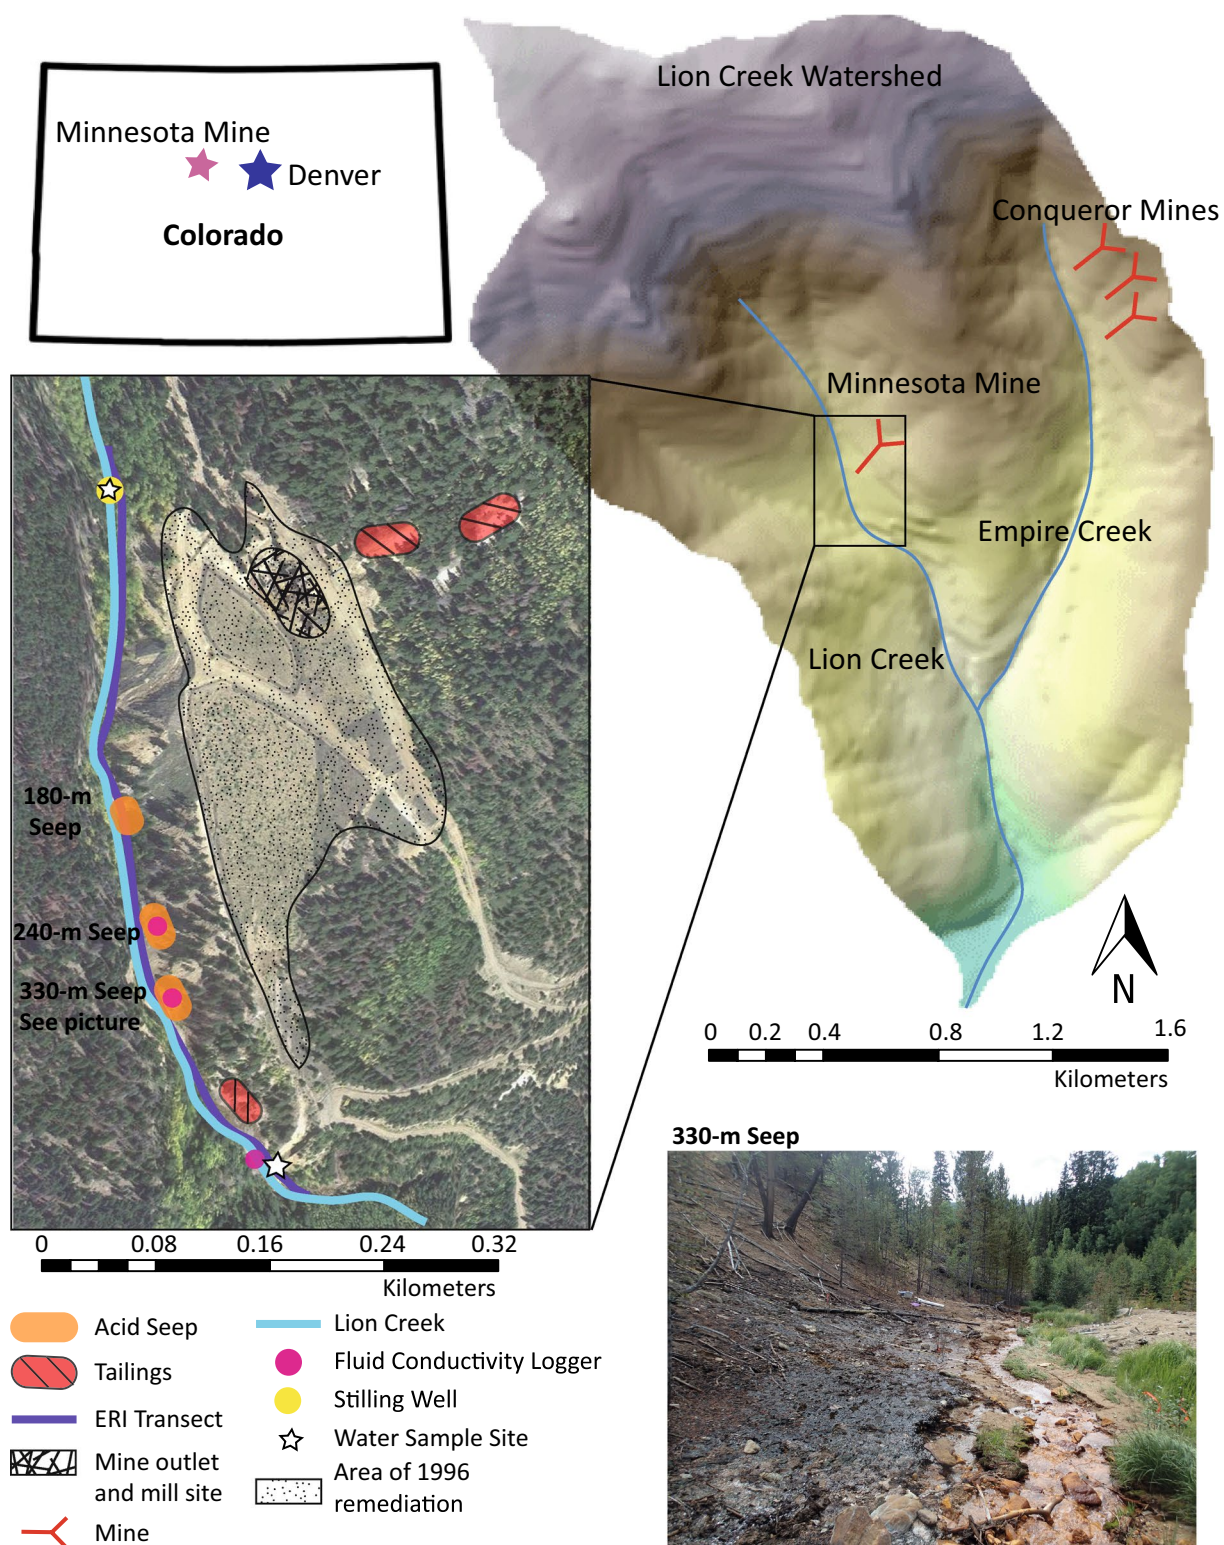 Lion Creek Watershed
Minnesota Mine
Denver
Colorado
Conqueror Mines
Minnesota Mine
Empire Creek
Lion Creek
180-m
Seep
240-m Seep
330-m Seep
See picture
N
0 0.2 0.4 0.8 1.2 1.6
Kilometers
330-m Seep
0 0.08 0.16 0.24 0.32
Kilometers
Acid Seep
Tailings
ERI Transect
Mine outlet
and mill site
Mine
Lion Creek
Fluid Conductivity Logger
Stilling Well
Water Sample Site
Area of 1996
remediation